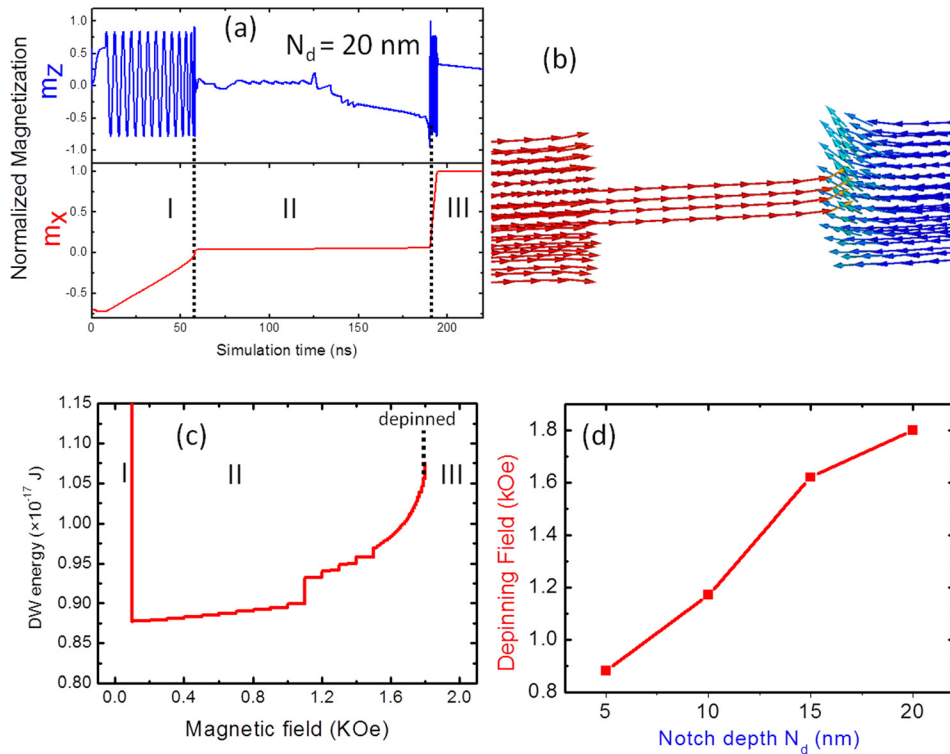 (a)
N_d = 20 nm
Normalized Magnetization
m_Z
1.0
0.5
0.0
-0.5
-1.0
m_X
1.0
0.5
0.0
-0.5
I
II
III
0 50 100 150 200
Simulation time (ns)
(b)
(c)
DW energy (×10⁻¹⁷ J)
1.15
1.10
1.05
1.00
0.95
0.90
0.85
0.80
I
II
depinned
III
0.0 0.4 0.8 1.2 1.6 2.0
Magnetic field (KOe)
(d)
Depinning Field (kOe)
1.8
1.6
1.4
1.2
1.0
0.8
5 10 15 20
Notch depth N_d (nm)